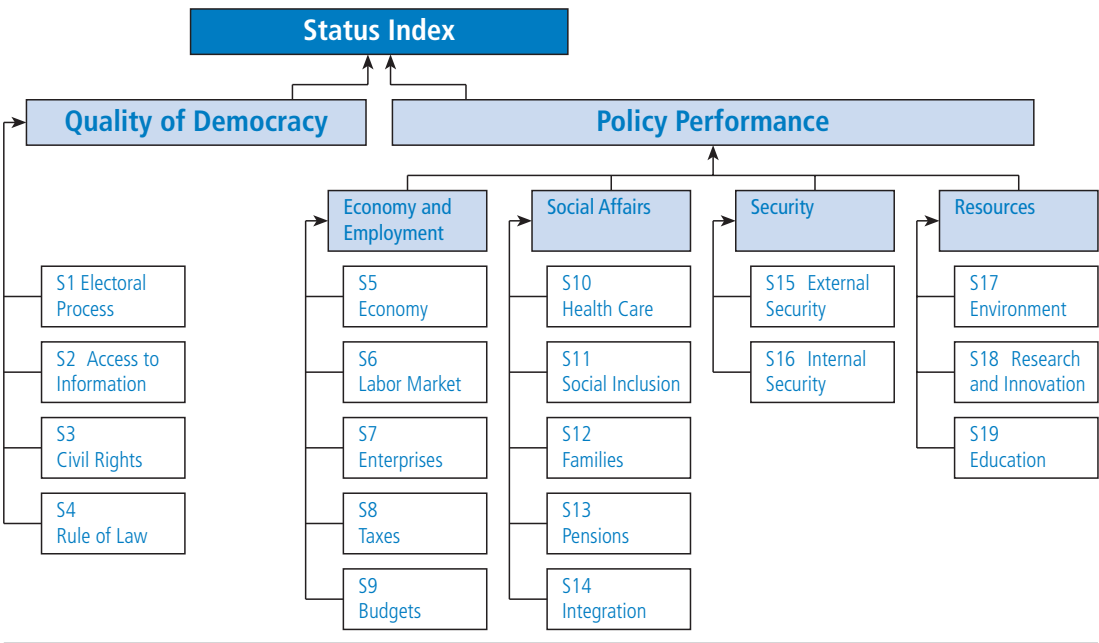 Status Index
Quality of Democracy
Policy Performance
Economy and
Employment
Social Affairs
Security
Resources
S1 Electoral
Process
S2 Access to
Information
S3
Civil Rights
S4
Rule of Law
S5
Economy
S6
Labor Market
S7
Enterprises
S8
Taxes
S9
Budgets
S10
Health Care
S11
Social Inclusion
S12
Families
S13
Pensions
S14
Integration
S15 External
Security
S16 Internal
Security
S17
Environment
S18 Research
and Innovation
S19
Education